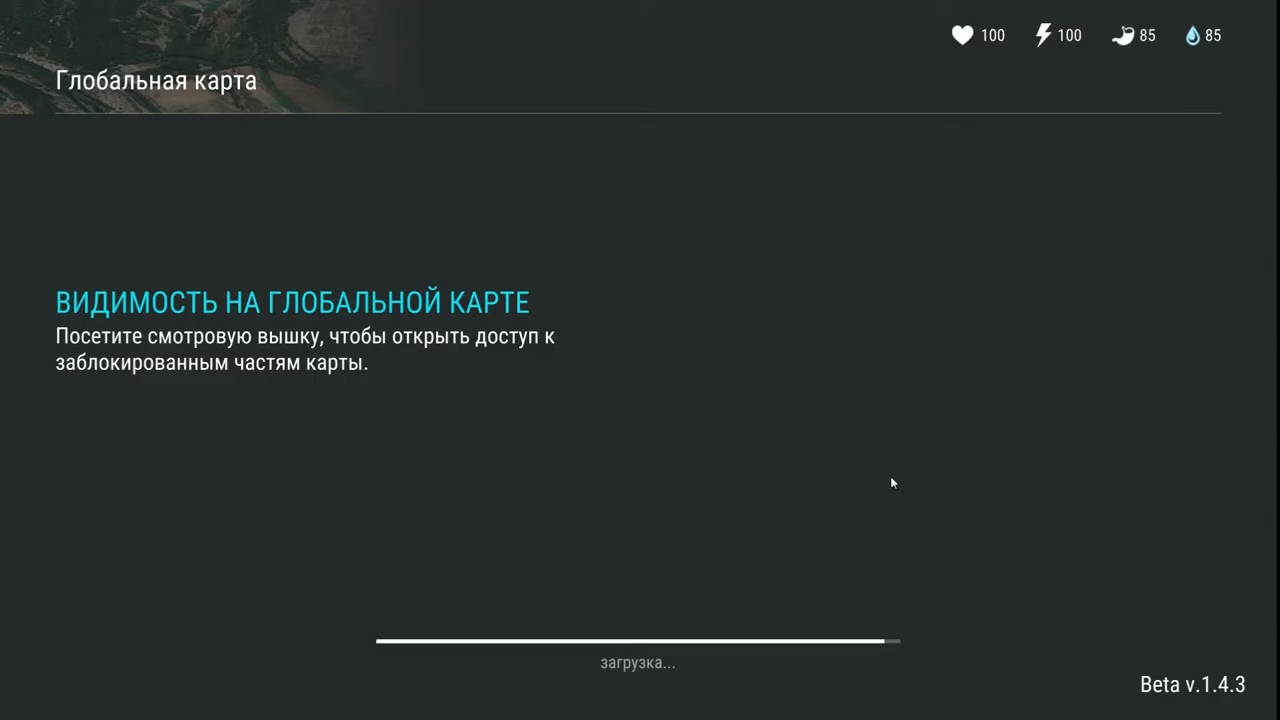 100 100 85 85
Глобальная карта
ВИДИМОСТЬ НА ГЛОБАЛЬНОЙ КАРТЕ
Посетите смотровую вышку, чтобы открыть доступ к
заблокированным частям карты.
загрузка...
Beta v.1.4.3